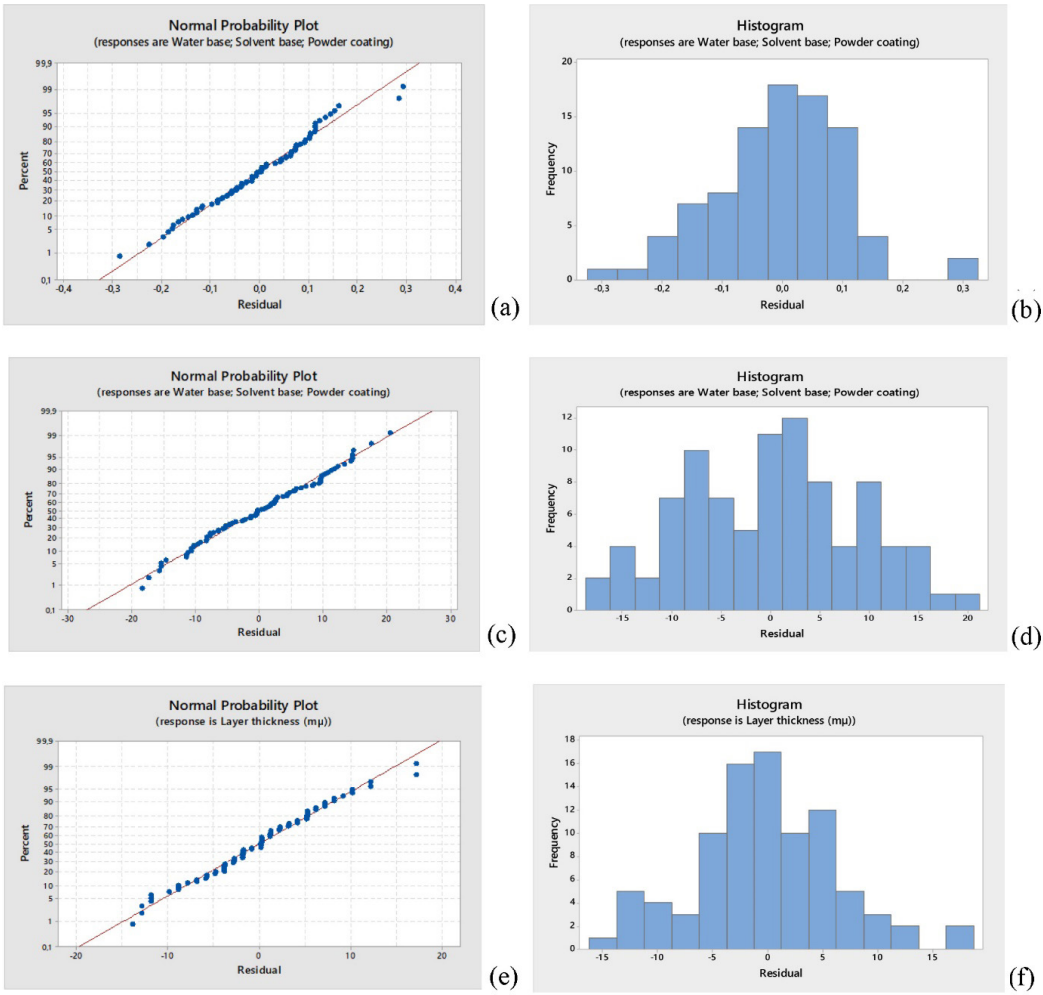 Normal Probability Plot
(responses are Water base; Solvent base; Powder coating)
99,9
99
95
90
80
70
60
50
40
30
20
10
5
1
0,1
Percent
-0,4 -0,3 -0,2 -0,1 0,0 0,1 0,2 0,3 0,4
Residual
(a)
Histogram
(responses are Water base; Solvent base; Powder coating)
20
15
10
5
0
Frequency
-0,3 -0,2 -0,1 0,0 0,1 0,2 0,3
Residual
(b)
Normal Probability Plot
(responses are Water base; Solvent base; Powder coating)
99,9
99
95
90
80
70
60
50
40
30
20
10
5
1
0,1
Percent
-30 -20 -10 0 10 20 30
Residual
(c)
Histogram
(responses are Water base; Solvent base; Powder coating)
12
10
8
6
4
2
0
Frequency
-15 -10 -5 0 5 10 15 20
Residual
(d)
Normal Probability Plot
(response is Layer thickness (mμ))
99,9
99
95
90
80
70
60
50
40
30
20
10
5
1
0,1
Percent
-20 -10 0 10 20
Residual
(e)
Histogram
(response is Layer thickness (mμ))
18
16
14
12
10
8
6
4
2
0
Frequency
-15 -10 -5 0 5 10 15
Residual
(f)